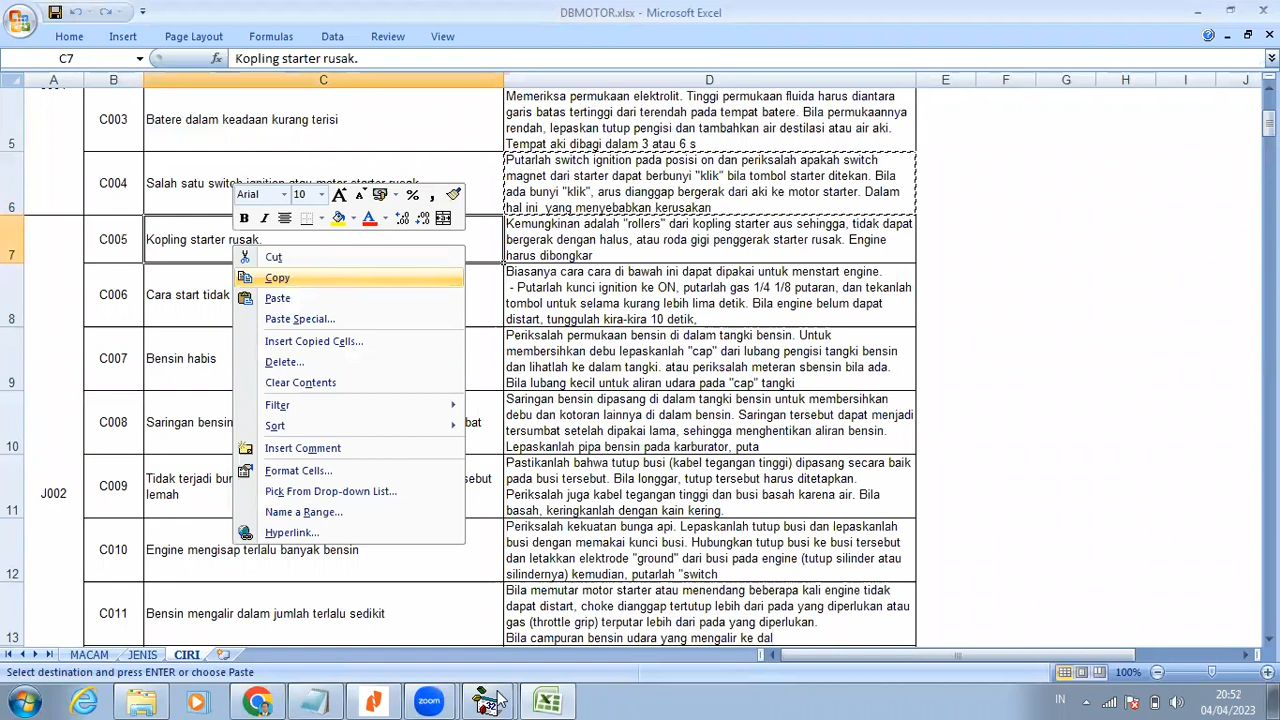 DBMOTOR.xlsx - Microsoft Excel
Home Insert Page Layout Formulas Data Review View
C7 fx Kopling starter rusak.
A B C D E F G H I J
5 C003 Batere dalam keadaan kurang terisi
Memeriksa permukaan elektrolit. Tinggi permukaan fluida harus diantara
garis batas tertinggi dari terendah pada tempat batere. Bila permukaannya
rendah, lepaskan tutup pengisi dan tambahkan air destilasi atau air aki.
Tempat aki dibagi dalam 3 atau 6 s
6 C004 Salah satu switch ignition atau
Putarlah switch ignition pada posisi on dan periksalah apakah switch
magnet dari starter dapat berbunyi "klik" bila tombol starter ditekan. Bila
ada bunyi "klik", arus dianggap bergerak dari aki ke motor starter. Dalam
hal ini yang menyebabkan kerusakan
Arial 10 A A % ,
B I A
7 C005 Kopling starter rusak.
Kemungkinan adalah "rollers" dari kopling starter aus sehingga, tidak dapat
bergerak dengan halus, atau roda gigi penggerak starter rusak. Engine
harus dibongkar
8 C006 Cara start tidak
Biasanya cara cara di bawah ini dapat dipakai untuk menstart engine.
- Putarlah kunci ignition ke ON, putarlah gas 1/4 1/8 putaran, dan tekanlah
tombol untuk selama kurang lebih lima detik. Bila engine belum dapat
distart, tunggulah kira-kira 10 detik,
9 C007 Bensin habis
Periksalah permukaan bensin di dalam tangki bensin. Untuk
membersihkan debu lepaskanlah "cap" dari lubang pengisi tangki bensin
dan lihatlah ke dalam tangki. atau periksalah meteran sbensin bila ada.
Bila lubang kecil untuk aliran udara pada "cap" tangki
10 C008 Saringan bensin bat
Saringan bensin dipasang di dalam tangki bensin untuk membersihkan
debu dan kotoran lainnya di dalam bensin. Saringan tersebut dapat menjadi
tersumbat setelah dipakai lama, sehingga menghentikan aliran bensin.
Lepaskanlah pipa bensin pada karburator, puta
J002
11 C009 Tidak terjadi bu sebut
lemah
Pastikanlah bahwa tutup busi (kabel tegangan tinggi) dipasang secara baik
pada busi tersebut. Bila longgar, tutup tersebut harus ditetapkan.
Periksalah juga kabel tegangan tinggi dan busi basah karena air. Bila
basah, keringkanlah dengan kain kering.
12 C010 Engine mengisap terlalu banyak bensin
Periksalah kekuatan bunga api. Lepaskanlah tutup busi dan lepaskanlah
busi dengan memakai kunci busi. Hubungkan tutup busi ke busi tersebut
dan letakkan elektrode "ground" dari busi pada engine (tutup silinder atau
silindernya) kemudian, putarlah "switch
13 C011 Bensin mengalir dalam jumlah terlalu sedikit
Bila memutar motor starter atau menendang beberapa kali engine tidak
dapat distart, choke dianggap tertutup lebih dari pada yang diperlukan atau
gas (throttle grip) terputar lebih dari pada yang diperlukan.
Bila campuran bensin udara yang mengalir ke dal
Cut
Copy
Paste
Paste Special...
Insert Copied Cells...
Delete...
Clear Contents
Filter
Sort
Insert Comment
Format Cells...
Pick From Drop-down List...
Name a Range...
Hyperlink...
MACAM JENIS CIRI
Select destination and press ENTER or choose Paste 100%
zoom IN 20:52
04/04/2023